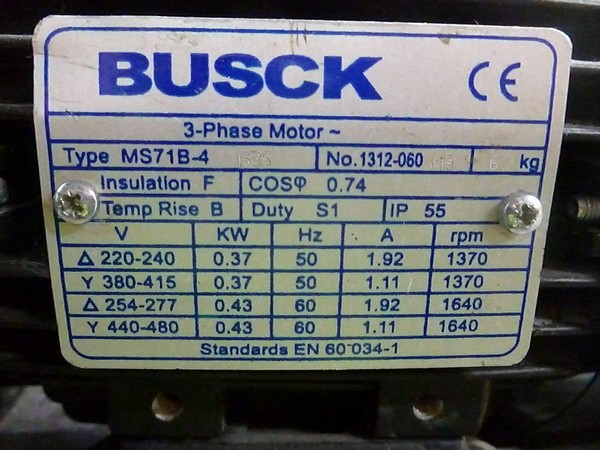 BUSCK CE
3-Phase Motor ~
Type MS71B-4 No.1312-060 6 kg
Insulation F COSφ 0.74
Temp Rise B Duty S1 IP 55
V KW Hz A rpm
Δ 220-240 0.37 50 1.92 1370
Y 380-415 0.37 50 1.11 1370
Δ 254-277 0.43 60 1.92 1640
Y 440-480 0.43 60 1.11 1640
Standards EN 60 034-1